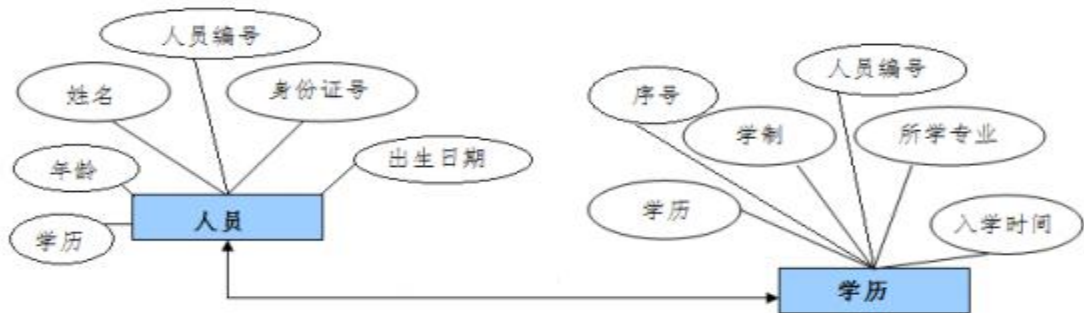 人员编号
姓名
身份证号
年龄
出生日期
学历
人员
人员编号
序号
学制
所学专业
学历
入学时间
学历